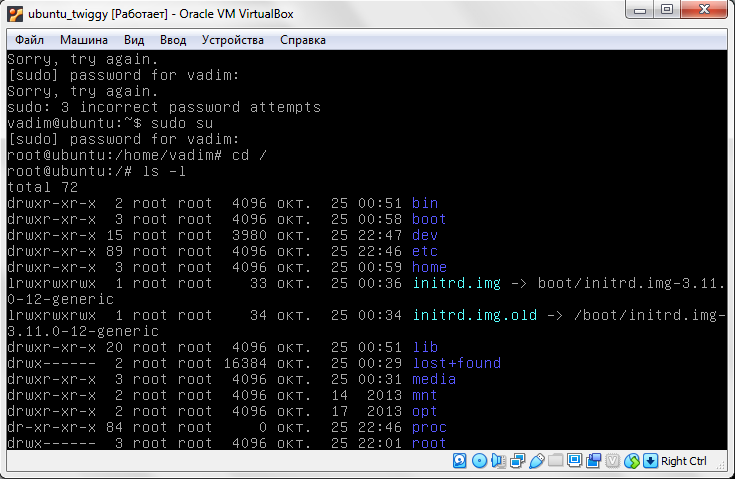 ubuntu_twiggy [Работает] - Oracle VM VirtualBox
Файл Машина Вид Ввод Устройства Справка
Sorry, try again.
[sudo] password for vadim:
Sorry, try again.
sudo: 3 incorrect password attempts
vadim@ubuntu:~$ sudo su
[sudo] password for vadim:
root@ubuntu:/home/vadim# cd /
root@ubuntu:/# ls -l
total 72
drwxr-xr-x 2 root root 4096 окт. 25 00:51 bin
drwxr-xr-x 3 root root 4096 окт. 25 00:58 boot
drwxr-xr-x 15 root root 3980 окт. 25 22:47 dev
drwxr-xr-x 89 root root 4096 окт. 25 22:46 etc
drwxr-xr-x 3 root root 4096 окт. 25 00:59 home
lrwxrwxrwx 1 root root 33 окт. 25 00:36 initrd.img -> boot/initrd.img-3.11.
0-12-generic
lrwxrwxrwx 1 root root 34 окт. 25 00:34 initrd.img.old -> /boot/initrd.img-
3.11.0-12-generic
drwxr-xr-x 20 root root 4096 окт. 25 00:51 lib
drwx------ 2 root root 16384 окт. 25 00:29 lost+found
drwxr-xr-x 3 root root 4096 окт. 25 00:31 media
drwxr-xr-x 2 root root 4096 окт. 14 2013 mnt
drwxr-xr-x 2 root root 4096 окт. 17 2013 opt
dr-xr-xr-x 84 root root 0 окт. 25 22:46 proc
drwx------ 3 root root 4096 окт. 25 22:01 root
Right Ctrl